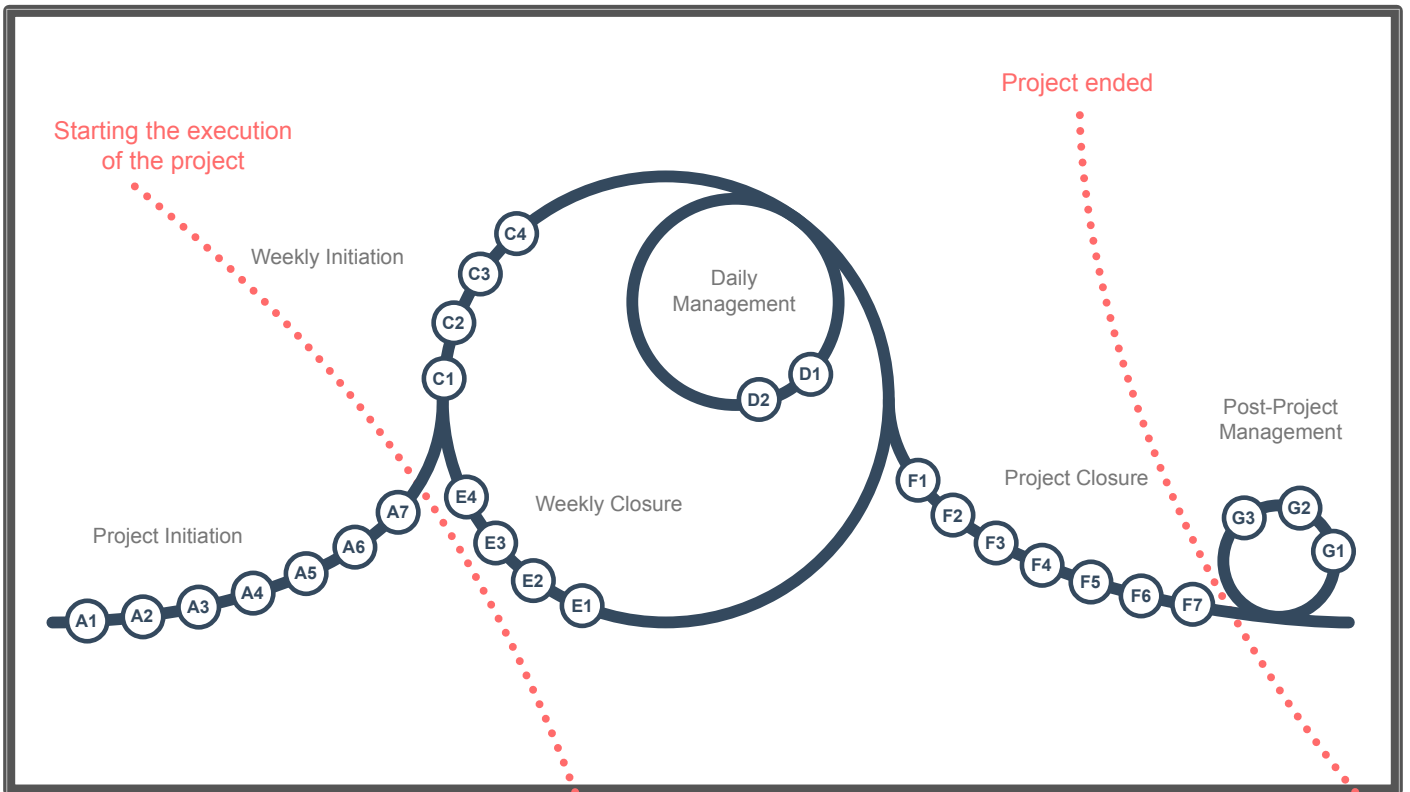 Project ended
Starting the execution
of the project
Weekly Initiation
C4
C3
C2
C1
Daily
Management
D1
D2
Post-Project
Management
Project Initiation
A1
A2
A3
A4
A5
A6
A7
E4
E3
E2
E1
Weekly Closure
Project Closure
F1
F2
F3
F4
F5
F6
F7
G3
G2
G1